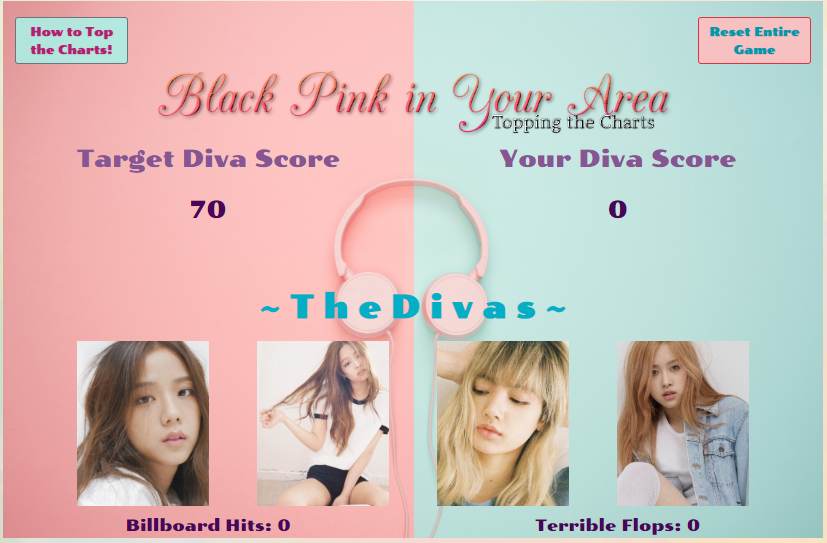 How to Top
the Charts!
Reset Entire
Game
Black Pink in Your Area
Topping the Charts
Target Diva Score
Your Diva Score
70
0
~TheDivas~
Billboard Hits: 0
Terrible Flops: 0